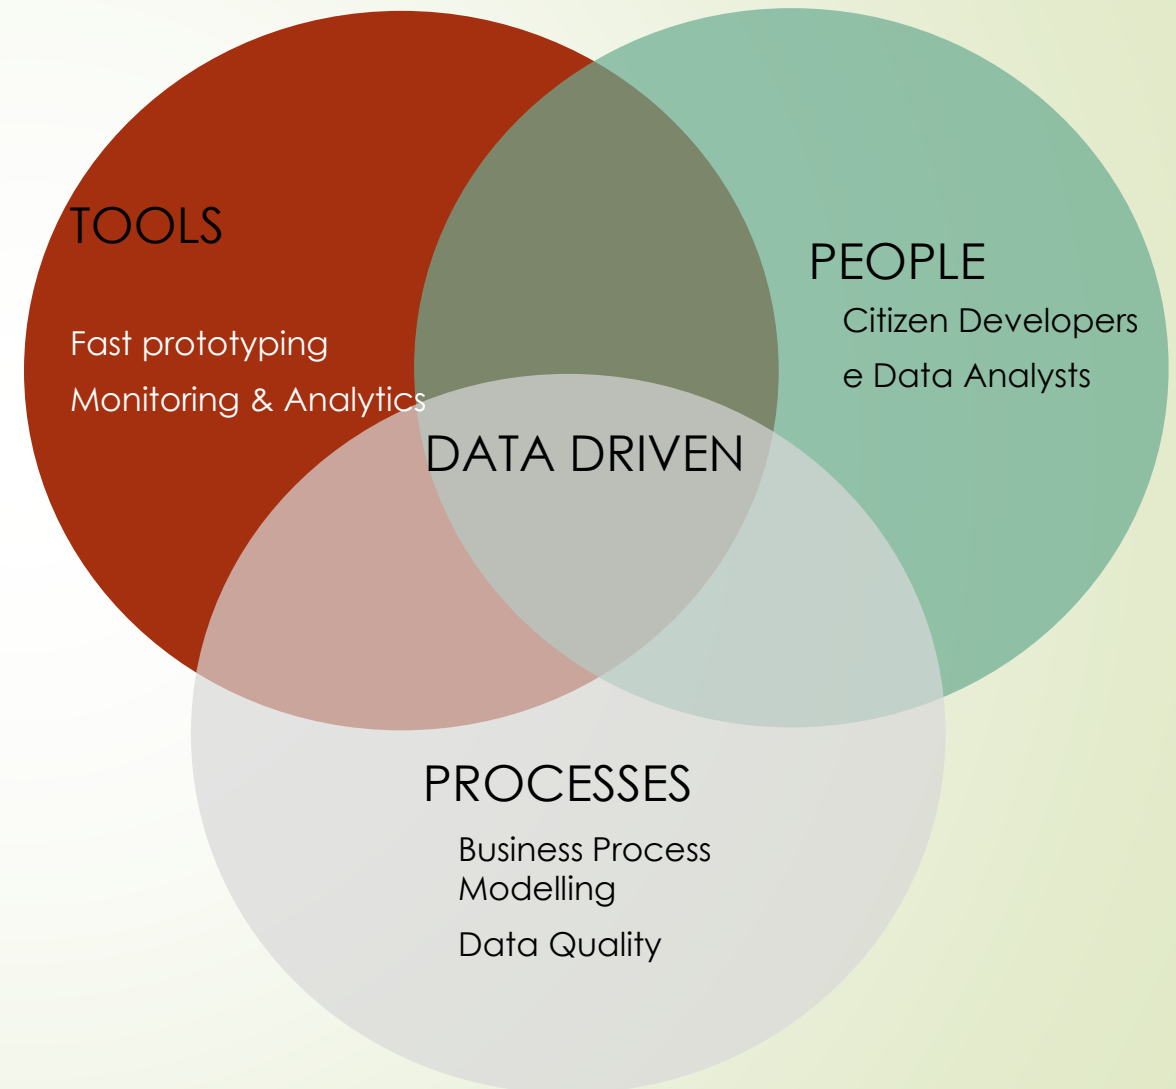 TOOLS
Fast prototyping
Monitoring & Analytics
PEOPLE
Citizen Developers
e Data Analysts
DATA DRIVEN
PROCESSES
Business Process
Modelling
Data Quality